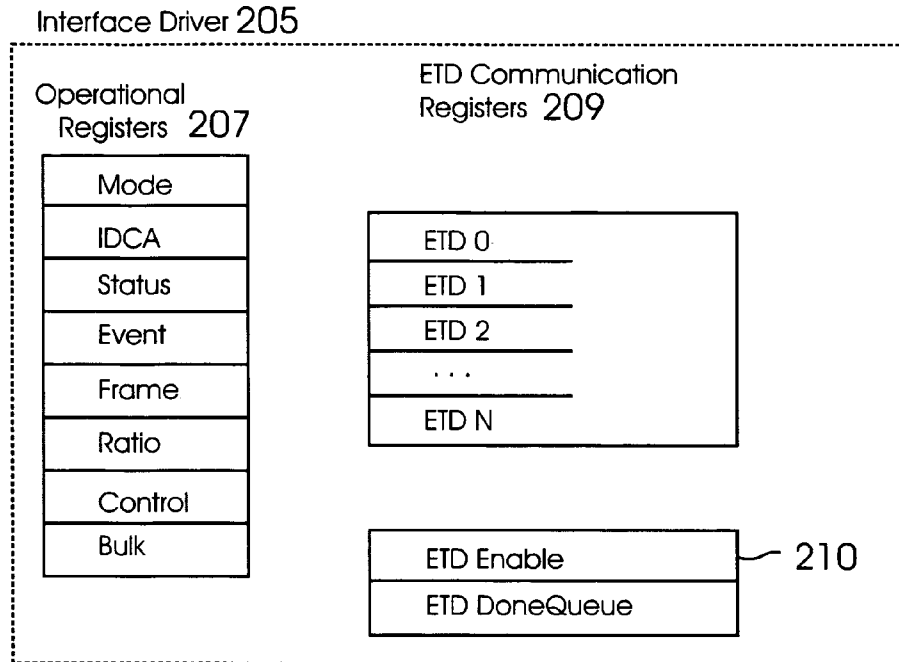 Interface Driver 205
Operational
Registers 207
Mode
IDCA
Status
Event
Frame
Ratio
Control
Bulk
ETD Communication
Registers 209
ETD 0
ETD 1
ETD 2
...
ETD N
ETD Enable
210
ETD DoneQueue